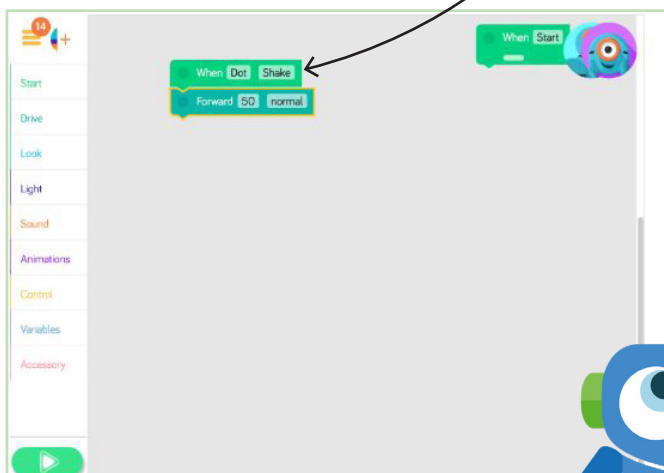 14
+
When Start
When Dot Shake
Forward 50 normal
Start
Drive
Look
Light
Sound
Animations
Control
Variables
Accessory